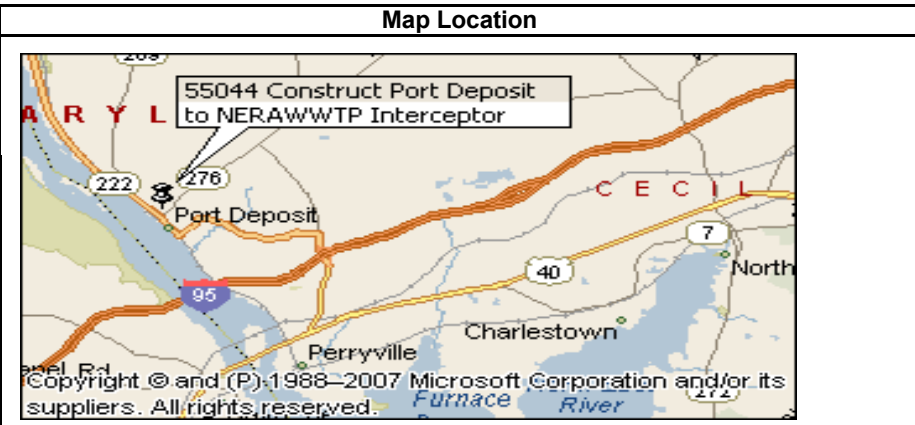 Map Location
55044 Construct Port Deposit
to NERAWWTP Interceptor
A R Y L
222
276
Port Deposit
C E C I L
7
40
North
95
Charlestown
Perryville
Copyright © and (P) 1988–2007 Microsoft Corporation and/or its
suppliers. All rights reserved.
Furnace
River
272